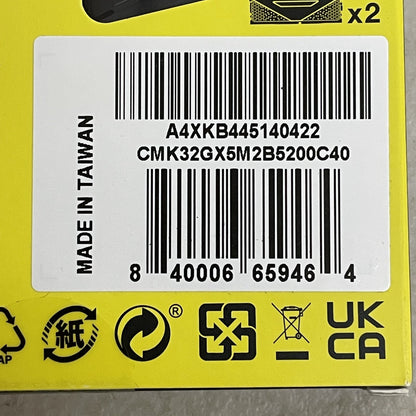 x2
MADE IN TAIWAN
A4XKB445140422
CMK32GX5M2B5200C40
8 40006 65946 4
紙
®
UK
CA